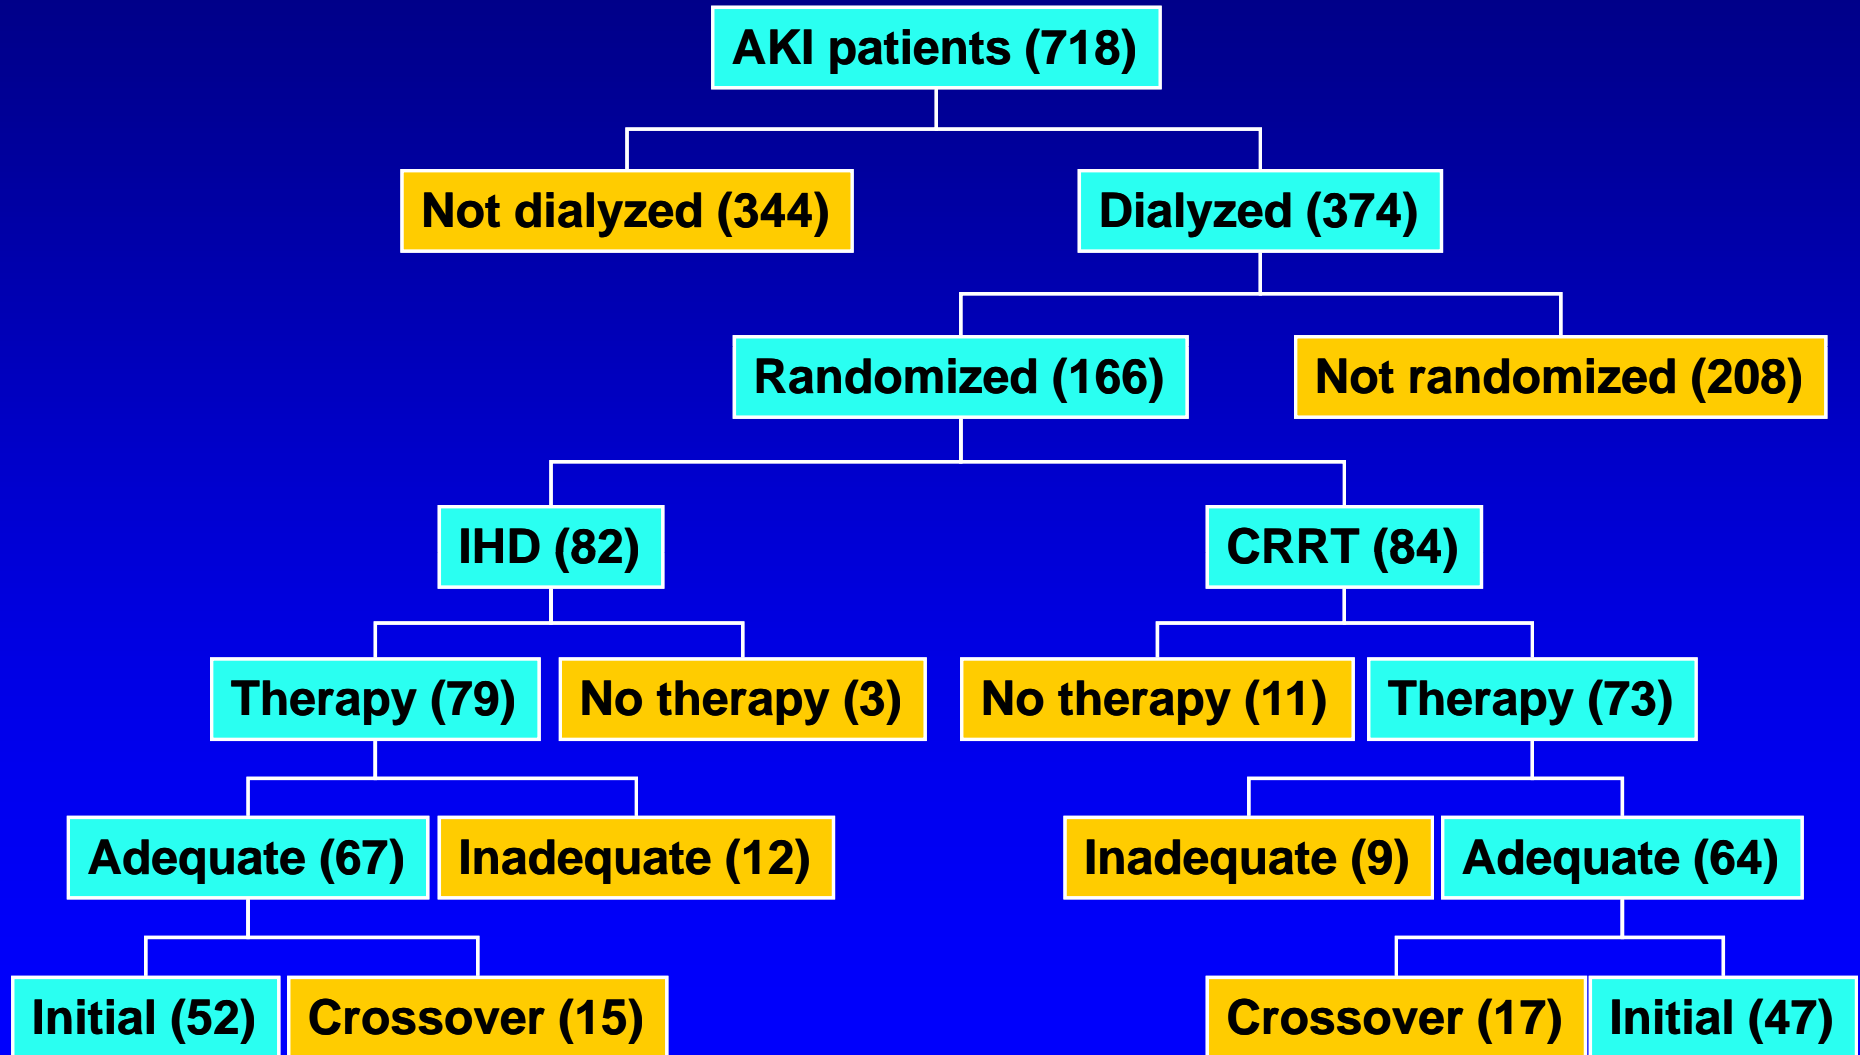 AKI patients (718)
Not dialyzed (344)
Dialyzed (374)
Randomized (166)
Not randomized (208)
IHD (82)
CRRT (84)
Therapy (79)
No therapy (3)
No therapy (11)
Therapy (73)
Adequate (67)
Inadequate (12)
Inadequate (9)
Adequate (64)
Initial (52)
Crossover (15)
Crossover (17)
Initial (47)